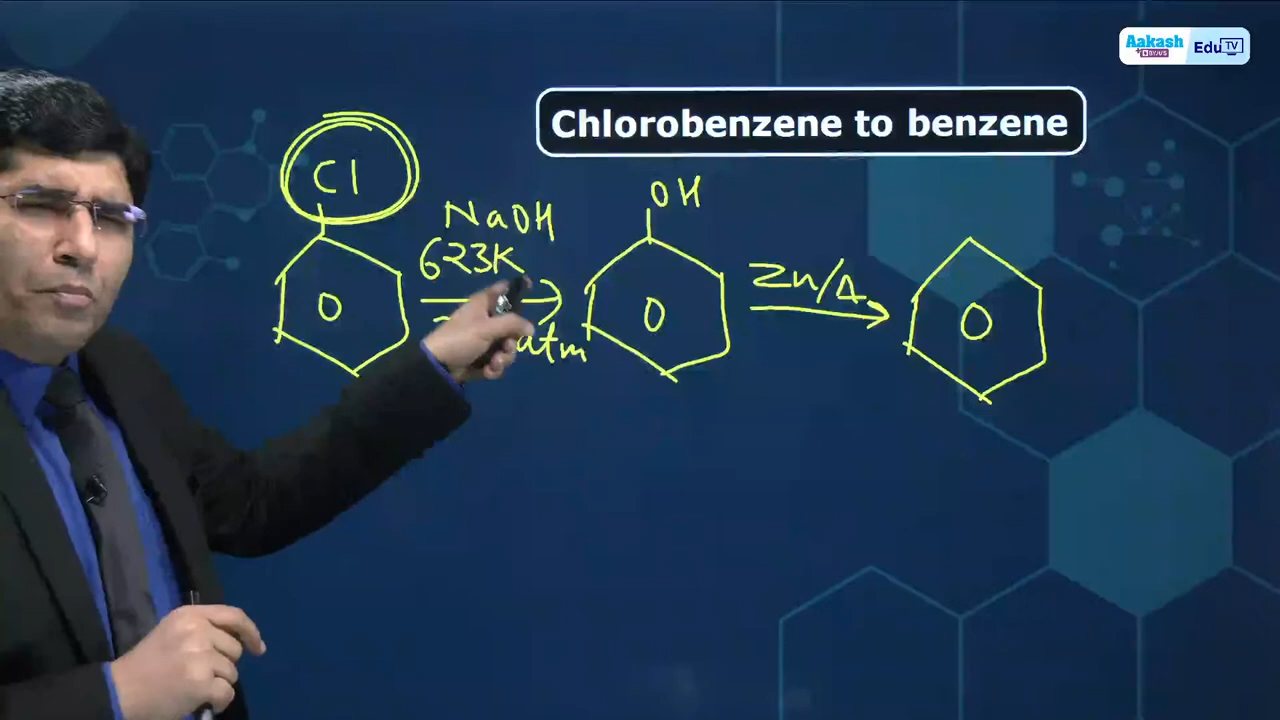 Aakash
BYJU'S
Edu TV
Chlorobenzene to benzene
Cl
NaOH
623K
atm
OH
Zn/Δ